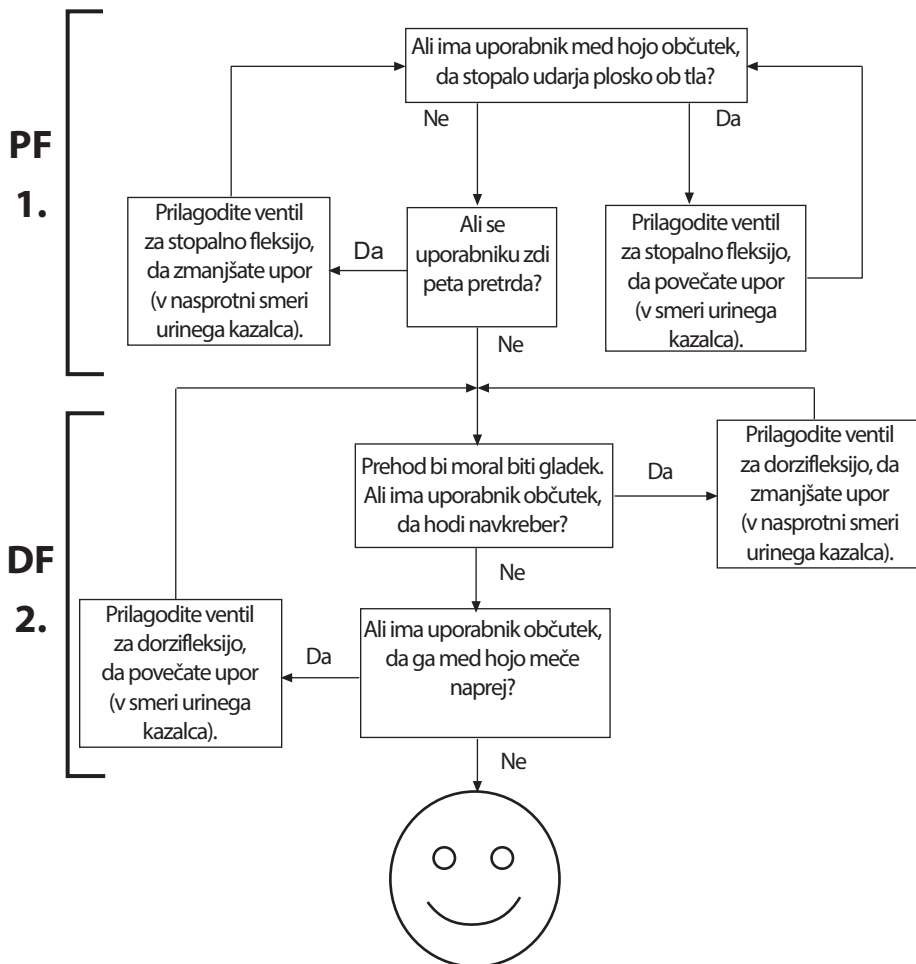 PF
1.
Ali ima uporabnik med hojo občutek,
da stopalo udarja plosko ob tla?
Ne
Da
Prilagodite ventil
za stopalno fleksijo,
da zmanjšate upor
(v nasprotni smeri
urinega kazalca).
Da
Ali se
uporabniku zdi
peta pretrda?
Prilagodite ventil
za stopalno fleksijo,
da povečate upor
(v smeri urinega
kazalca).
Ne
DF
2.
Prehod bi moral biti gladek.
Ali ima uporabnik občutek,
da hodi navkreber?
Da
Prilagodite ventil
za dorzifleksijo, da
zmanjšate upor
(v nasprotni smeri
urinega kazalca).
Ne
Prilagodite ventil
za dorzifleksijo,
da povečate upor
(v smeri urinega
kazalca).
Da
Ali ima uporabnik občutek,
da ga med hojo meče
naprej?
Ne